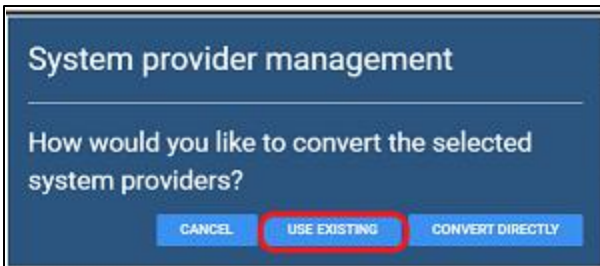 System provider management
How would you like to convert the selected
system providers?
CANCEL USE EXISTING CONVERT DIRECTLY